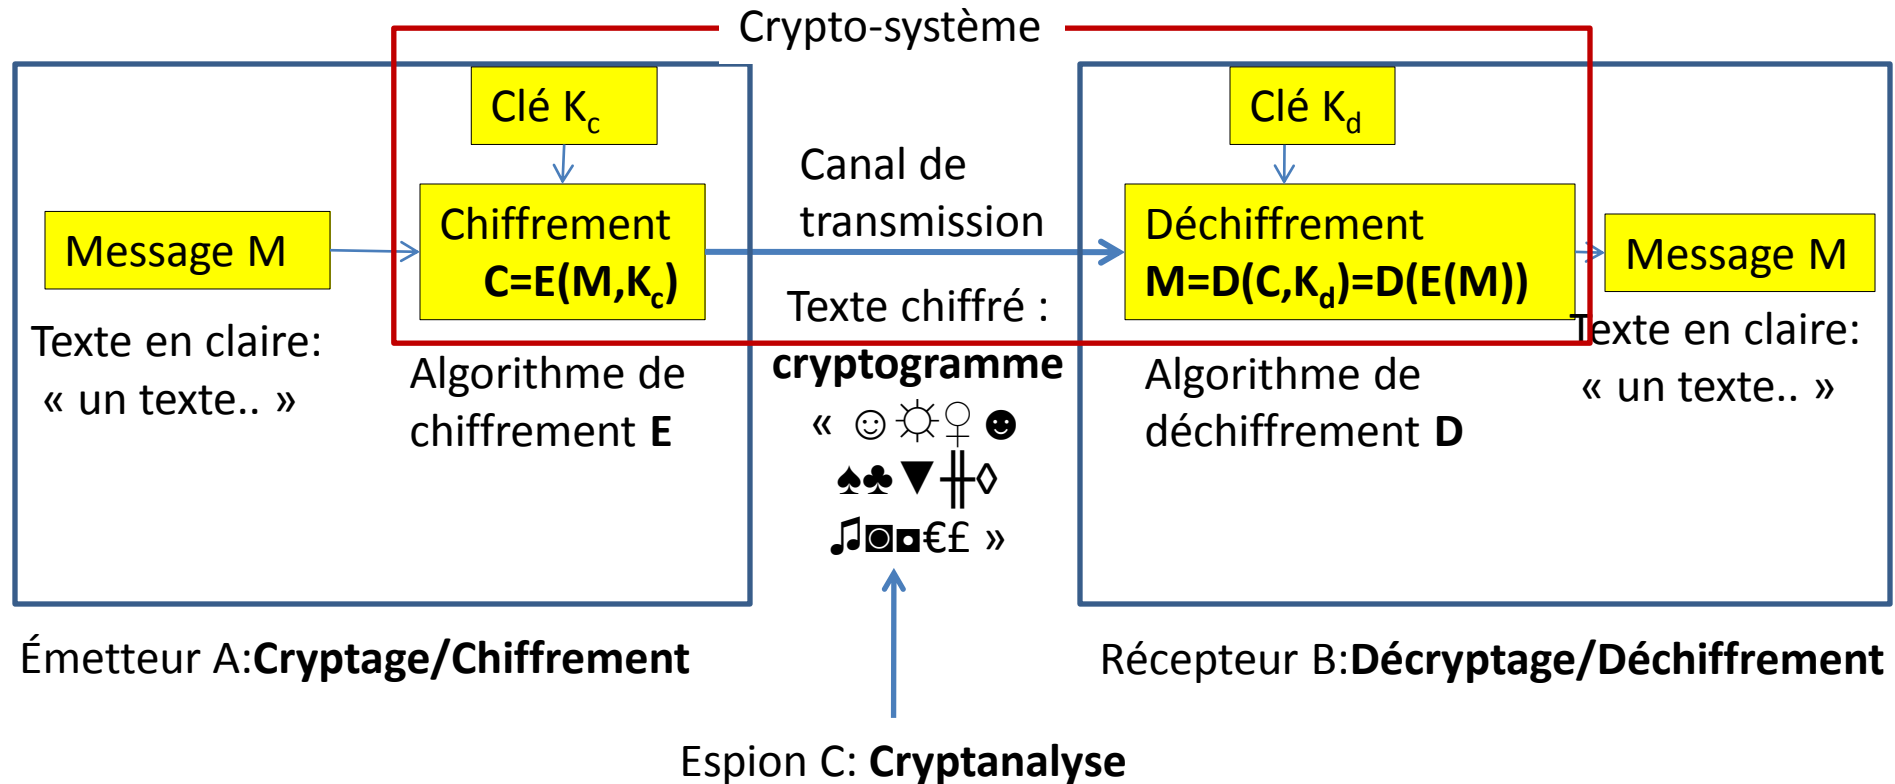 Crypto-système
Clé Kc
Clé Kd
Canal de
transmission
Message M
Chiffrement
C=E(M,Kc)
Déchiffrement
M=D(C,Kd)=D(E(M))
Message M
Texte en claire:
« un texte.. »
Algorithme de
chiffrement E
Texte chiffré :
cryptogramme
« ☺☼♀☻
♠♣▼╫◊
♫◙◘€£ »
Algorithme de
déchiffrement D
Texte en claire:
« un texte.. »
Émetteur A:Cryptage/Chiffrement
Récepteur B:Décryptage/Déchiffrement
Espion C: Cryptanalyse